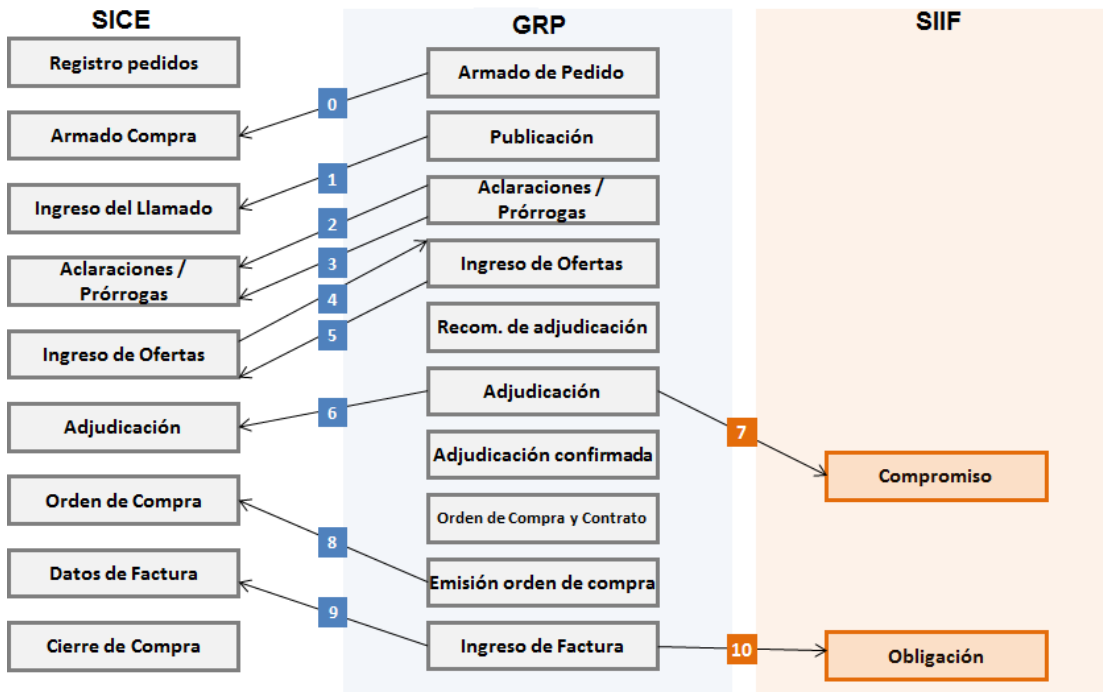 SICE
Registro pedidos
Armado Compra
Ingreso del Llamado
Aclaraciones /
Prórrogas
Ingreso de Ofertas
Adjudicación
Orden de Compra
Datos de Factura
Cierre de Compra
0
1
2
3
4
5
6
8
9
GRP
Armado de Pedido
Publicación
Aclaraciones /
Prórrogas
Ingreso de Ofertas
Recom. de adjudicación
Adjudicación
Adjudicación confirmada
Orden de Compra y Contrato
Emisión orden de compra
Ingreso de Factura
7
10
SIIF
Compromiso
Obligación